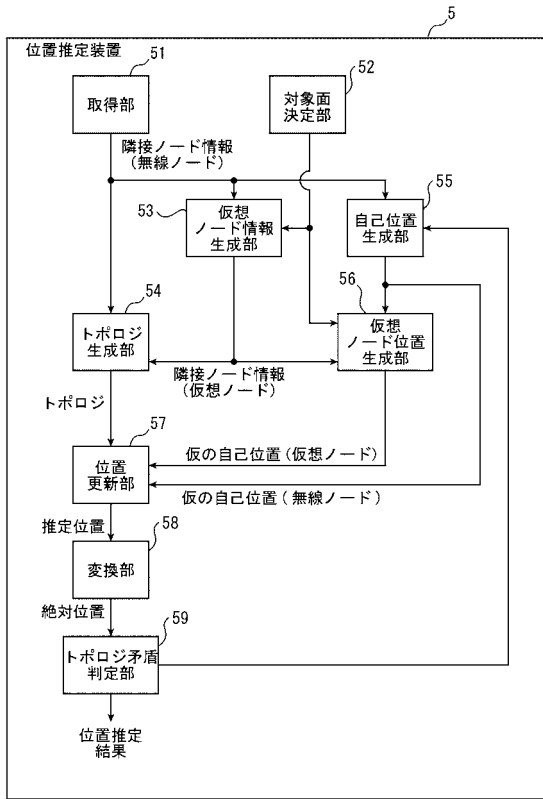 5
位置推定装置
51
取得部
52
対象面
決定部
隣接ノード情報
(無線ノード)
53
仮想
ノード情報
生成部
55
自己位置
生成部
54
トポロジ
生成部
56
仮想
ノード位置
生成部
隣接ノード情報
(仮想ノード)
トポロジ
57
位置
更新部
仮の自己位置(仮想ノード)
仮の自己位置(無線ノード)
推定位置
58
変換部
絶対位置
59
トポロジ矛盾
判定部
位置推定
結果